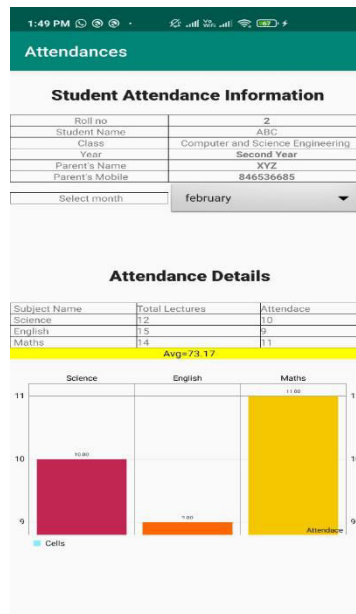 1:49 PM
Attendances
Student Attendance Information
Roll no 2
Student Name ABC
Class Computer and Science Engineering
Year Second Year
Parent's Name XYZ
Parent's Mobile 846536685
Select month february
Attendance Details
Subject Name Total Lectures Attendace
Science 12 10
English 15 9
Maths 14 11
Avg=73.17
Science English Maths
11 11.00
10 10.00
9 9.00 9
Attendace
Cells